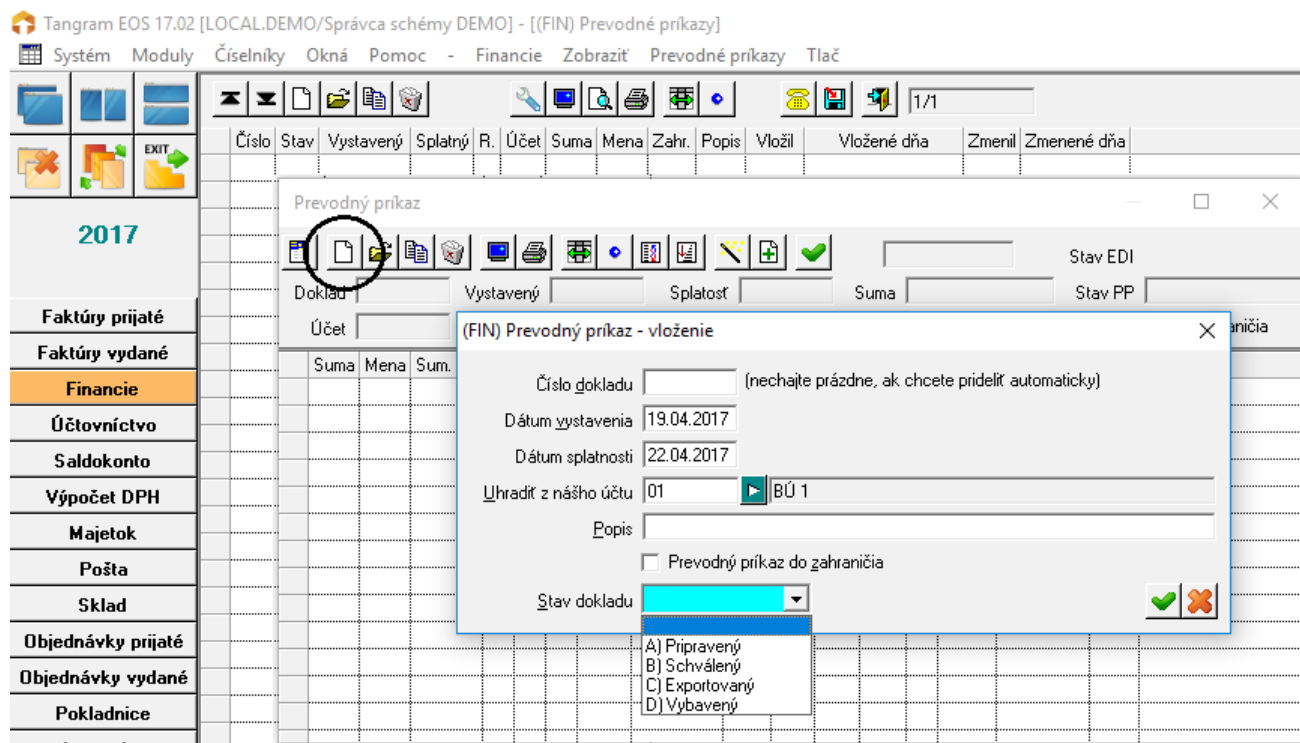 Tangram EOS 17.02 [LOCAL.DEMO/Správca schémy DEMO] - [(FIN) Prevodné príkazy]
Systém Moduly Číselníky Okná Pomoc - Financie Zobraziť Prevodné príkazy Tlač
1/1
Číslo Stav Vystavený Splatný R. Účet Suma Mena Zahr. Popis Vložil Vložené dňa Zmenil Zmenené dňa
EXIT
Prevodný príkaz
2017
Stav EDI
Doklad Vystavený Splatosť Suma Stav PP
Účet
Suma Mena Sum.
(FIN) Prevodný príkaz - vloženie
Číslo dokladu (nechajte prázdne, ak chcete prideliť automaticky)
Dátum vystavenia 19.04.2017
Dátum splatnosti 22.04.2017
Uhradiť z nášho účtu 01 BÚ 1
Popis
Prevodný príkaz do zahraničia
Stav dokladu
A) Pripravený
B) Schválený
C) Exportovaný
D) Vybavený
Faktúry prijaté
Faktúry vydané
Financie
Účtovníctvo
Saldokonto
Výpočet DPH
Majetok
Pošta
Sklad
Objednávky prijaté
Objednávky vydané
Pokladnice